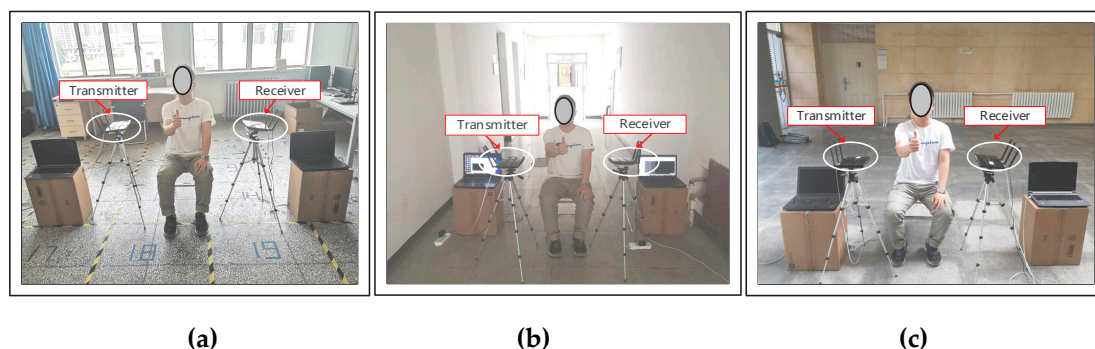 Transmitter
Receiver
17
18
19
Transmitter
Receiver
Transmitter
Receiver
(a)
(b)
(c)